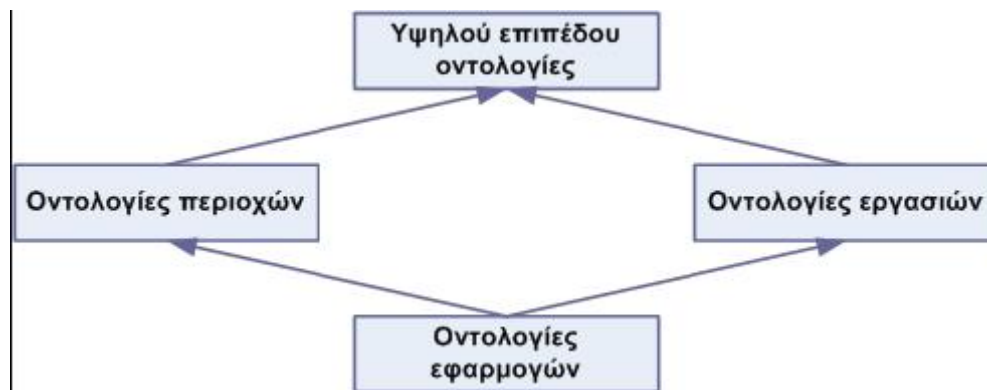 Υψηλού επιπέδου
οντολογίες
Οντολογίες περιοχών
Οντολογίες εργασιών
Οντολογίες
εφαρμογών